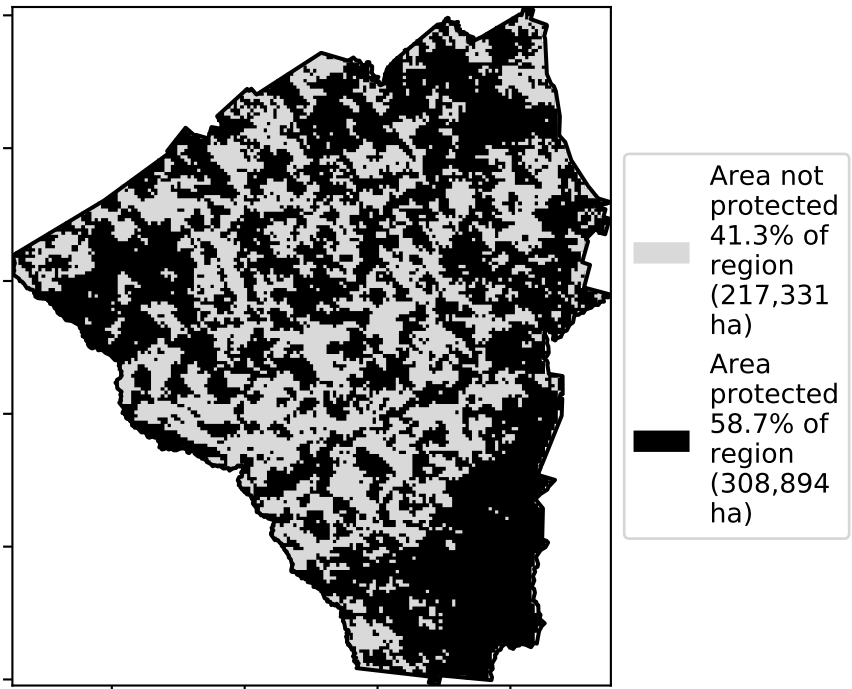 Area not
protected
41.3% of
region
(217,331
ha)
Area
protected
58.7% of
region
(308,894
ha)